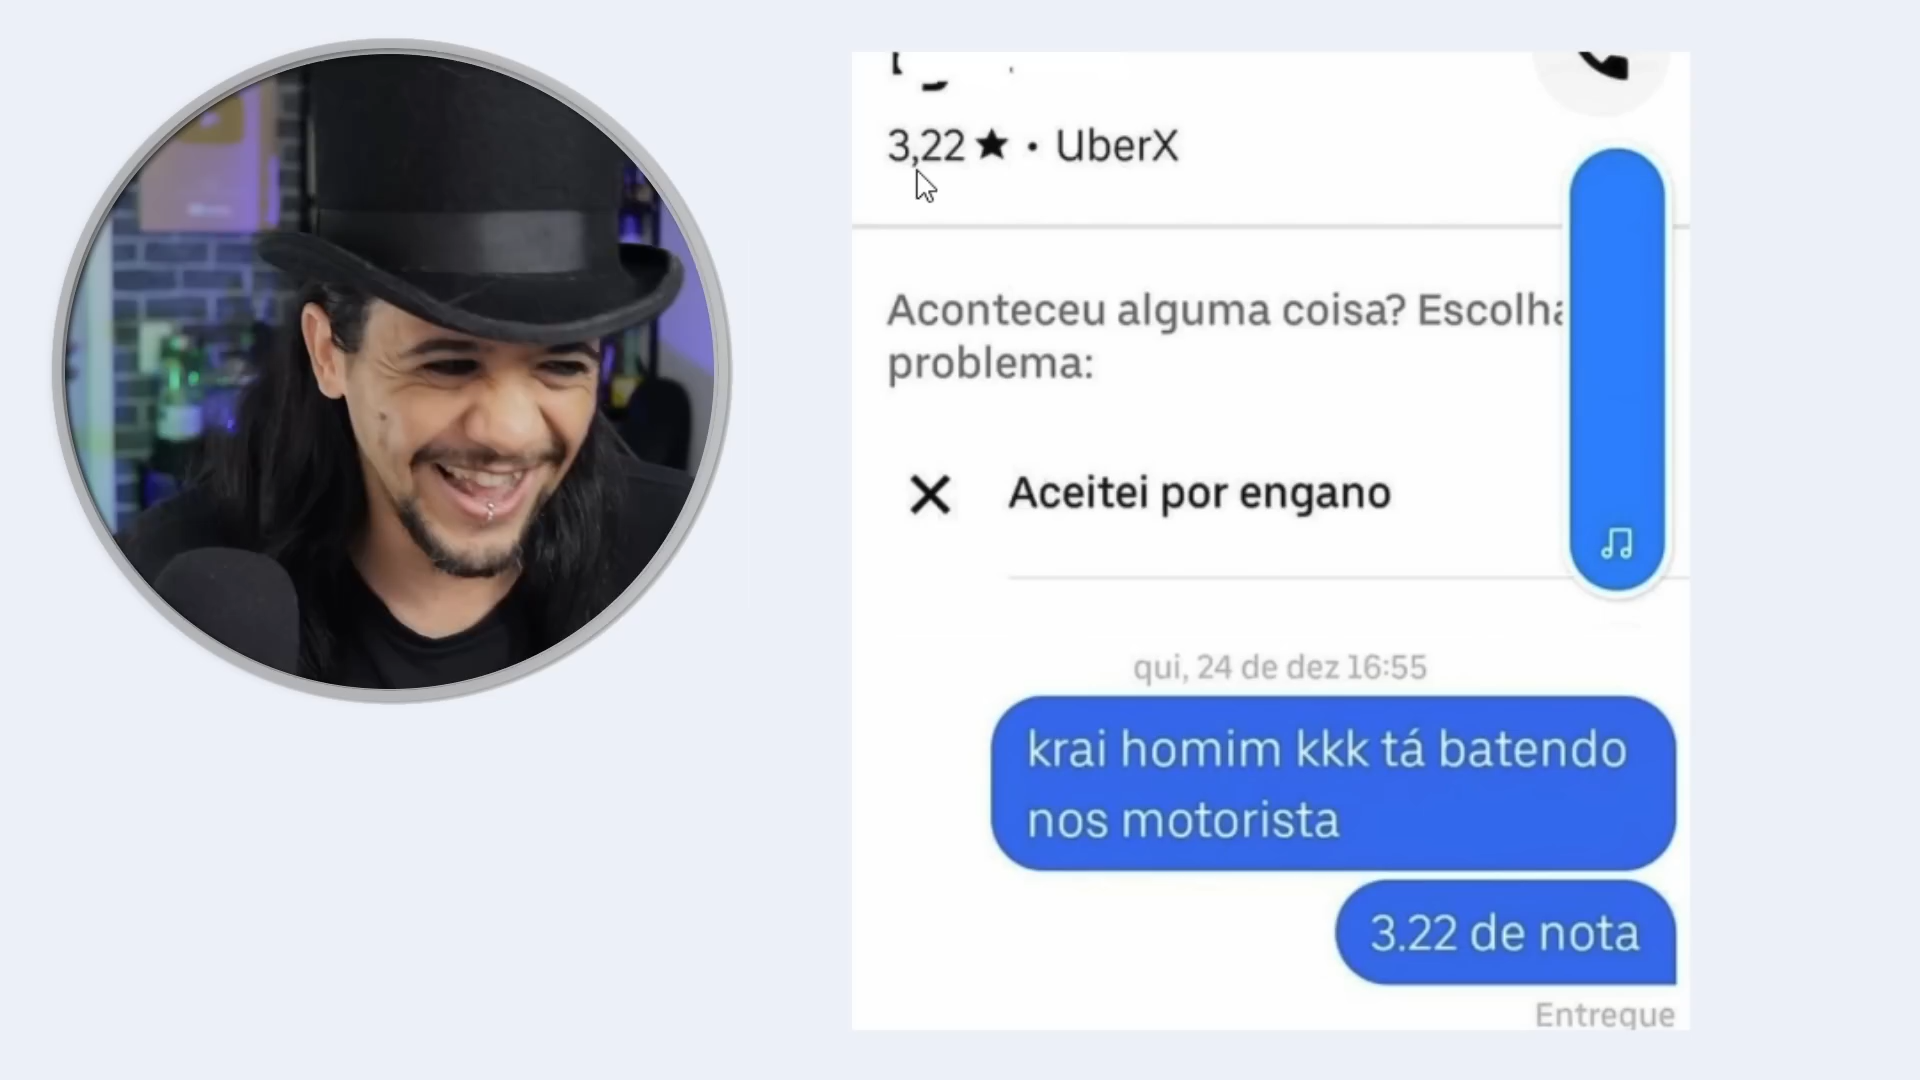 3,22 ★ • UberX
Aconteceu alguma coisa? Escolha
problema:
Aceitei por engano
qui, 24 de dez 16:55
krai homim kkk tá batendo
nos motorista
3.22 de nota
Entregue